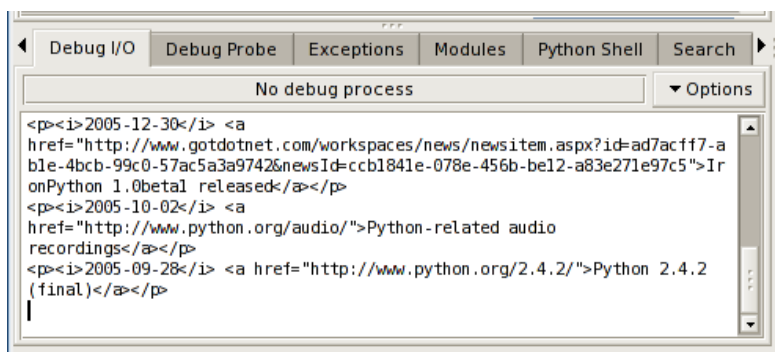 Debug I/O Debug Probe Exceptions Modules Python Shell Search
No debug process Options
<p><i>2005-12-30</i> <a
href="http://www.gotdotnet.com/workspaces/news/newsitem.aspx?id=ad7acff7-a
b1e-4bcb-99c0-57ac5a3a9742&newsId=ccb1841e-078e-456b-be12-a83e271e97c5">Ir
onPython 1.0beta1 released</a></p>
<p><i>2005-10-02</i> <a
href="http://www.python.org/audio/">Python-related audio
recordings</a></p>
<p><i>2005-09-28</i> <a href="http://www.python.org/2.4.2/">Python 2.4.2
(final)</a></p>